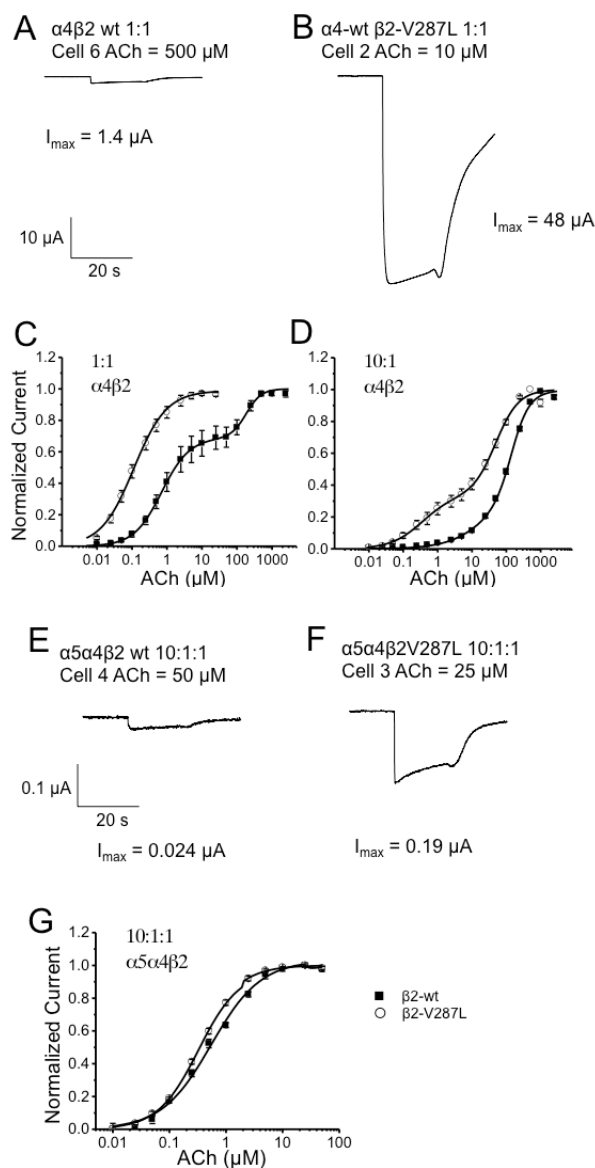 A
α4β2 wt 1:1
Cell 6 ACh = 500 μM
Imax = 1.4 μA
10 μA
20 s
B
α4-wt β2-V287L 1:1
Cell 2 ACh = 10 μM
Imax = 48 μA
C
1:1
α4β2
Normalized Current
1.2
1.0
0.8
0.6
0.4
0.2
0.0
0.01 0.1 1 10 100 1000
ACh (μM)
D
10:1
α4β2
1.2
1.0
0.8
0.6
0.4
0.2
0.0
0.01 0.1 1 10 100 1000
ACh (μM)
E
α5α4β2 wt 10:1:1
Cell 4 ACh = 50 μM
0.1 μA
20 s
Imax = 0.024 μA
F
α5α4β2V287L 10:1:1
Cell 3 ACh = 25 μM
Imax = 0.19 μA
G
10:1:1
α5α4β2
Normalized Current
1.2
1.0
0.8
0.6
0.4
0.2
0.0
0.01 0.1 1 10 100
ACh (μM)
β2-wt
β2-V287L